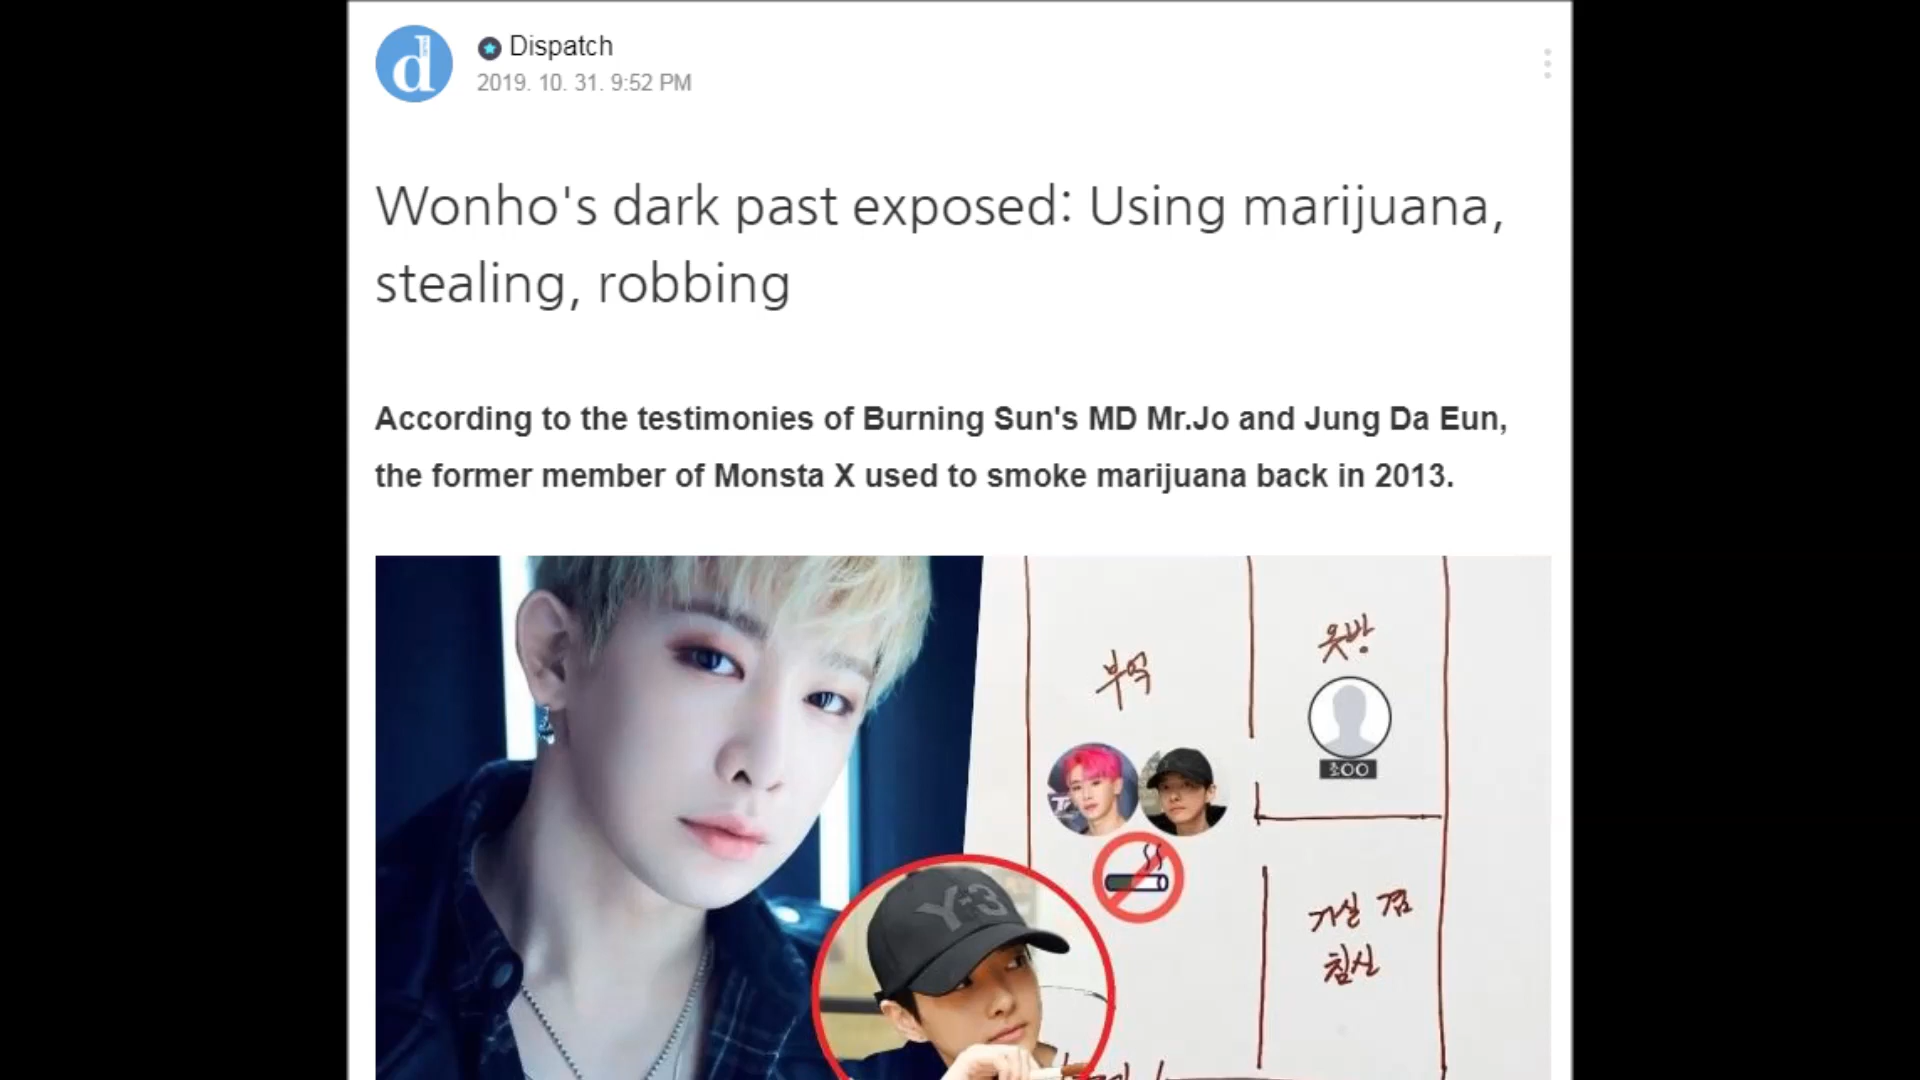 d
Dispatch
2019. 10. 31. 9:52 PM
Wonho's dark past exposed: Using marijuana,
stealing, robbing
According to the testimonies of Burning Sun's MD Mr.Jo and Jung Da Eun,
the former member of Monsta X used to smoke marijuana back in 2013.
옷방
부엌
조OO
Y-3
거실 겸
침실